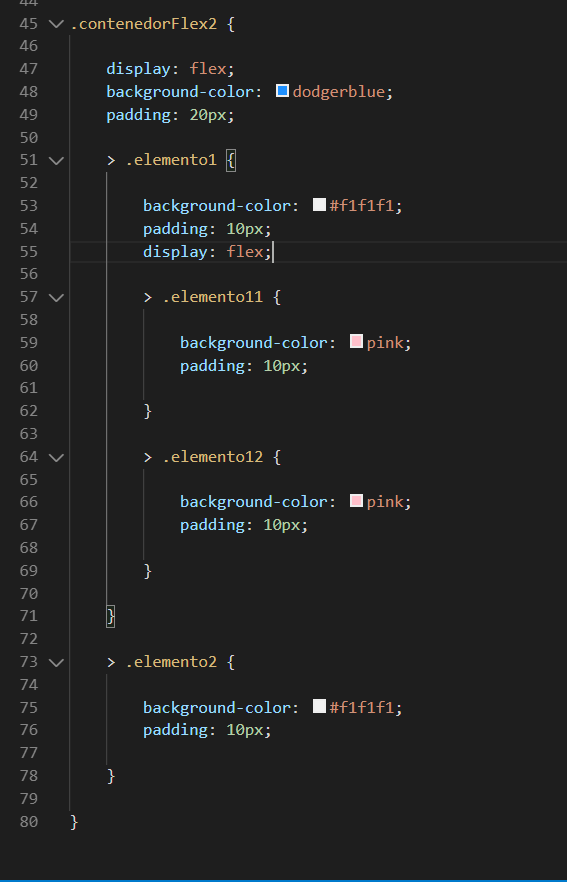 44
45 .contenedorFlex2 {
46
47 display: flex;
48 background-color: dodgerblue;
49 padding: 20px;
50
51 > .elemento1 {
52
53 background-color: #f1f1f1;
54 padding: 10px;
55 display: flex;
56
57 > .elemento11 {
58
59 background-color: pink;
60 padding: 10px;
61
62 }
63
64 > .elemento12 {
65
66 background-color: pink;
67 padding: 10px;
68
69 }
70
71 }
72
73 > .elemento2 {
74
75 background-color: #f1f1f1;
76 padding: 10px;
77
78 }
79
80 }